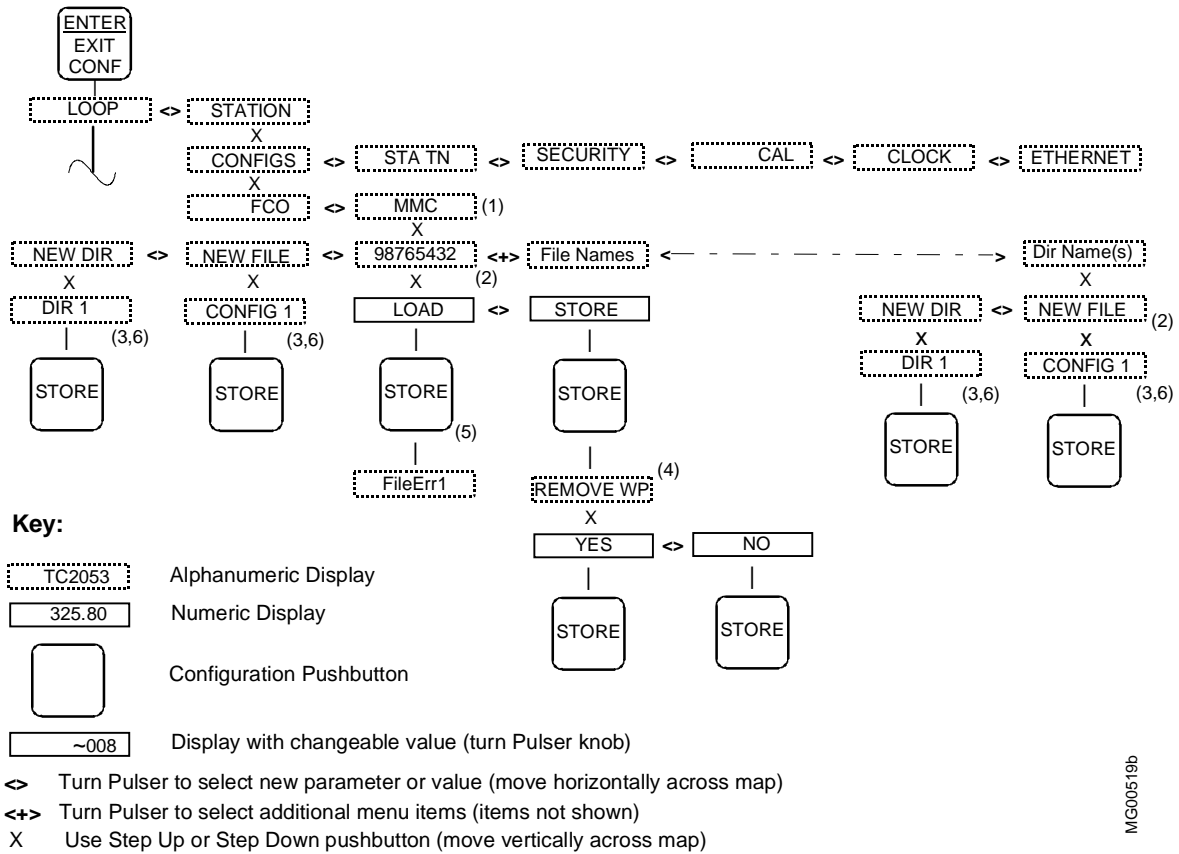 ENTER
EXIT
CONF
LOOP <> STATION
X
CONFIGS <> STA TN <> SECURITY <> CAL <> CLOCK <> ETHERNET
X
FCO <> MMC (1)
X
NEW DIR <> NEW FILE <> 98765432 <+> File Names <— — - — - — - — - — — —> Dir Name(s)
X X X (2) X
DIR 1 CONFIG 1 LOAD <> STORE NEW DIR <> NEW FILE (2)
(3,6) (3,6) X X
DIR 1 CONFIG 1
(3,6) (3,6)
STORE STORE STORE STORE
(5)
STORE STORE
FileErr1 REMOVE WP (4)
X
YES <> NO
STORE STORE
Key:
TC2053 Alphanumeric Display
325.80 Numeric Display
Configuration Pushbutton
~008 Display with changeable value (turn Pulser knob)
<> Turn Pulser to select new parameter or value (move horizontally across map)
<+> Turn Pulser to select additional menu items (items not shown)
X Use Step Up or Step Down pushbutton (move vertically across map)
MG00519b